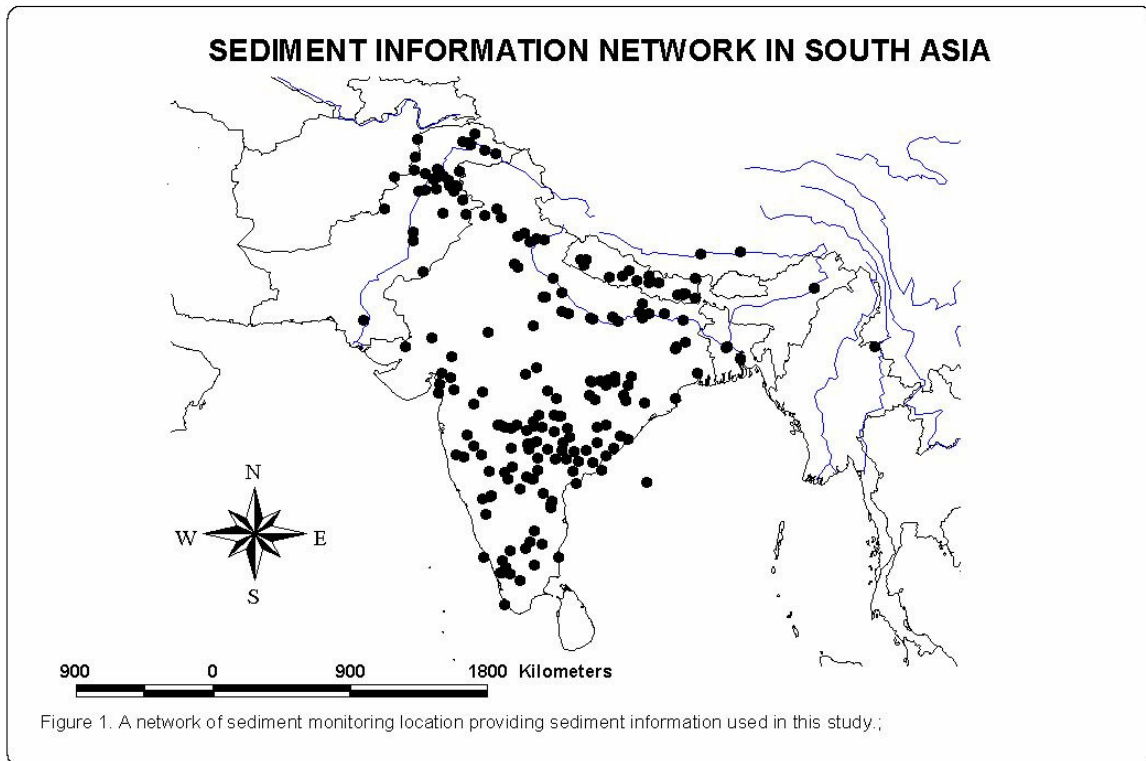 SEDIMENT INFORMATION NETWORK IN SOUTH ASIA
N
W E
S
900 0 900 1800 Kilometers
Figure 1. A network of sediment monitoring location providing sediment information used in this study.;